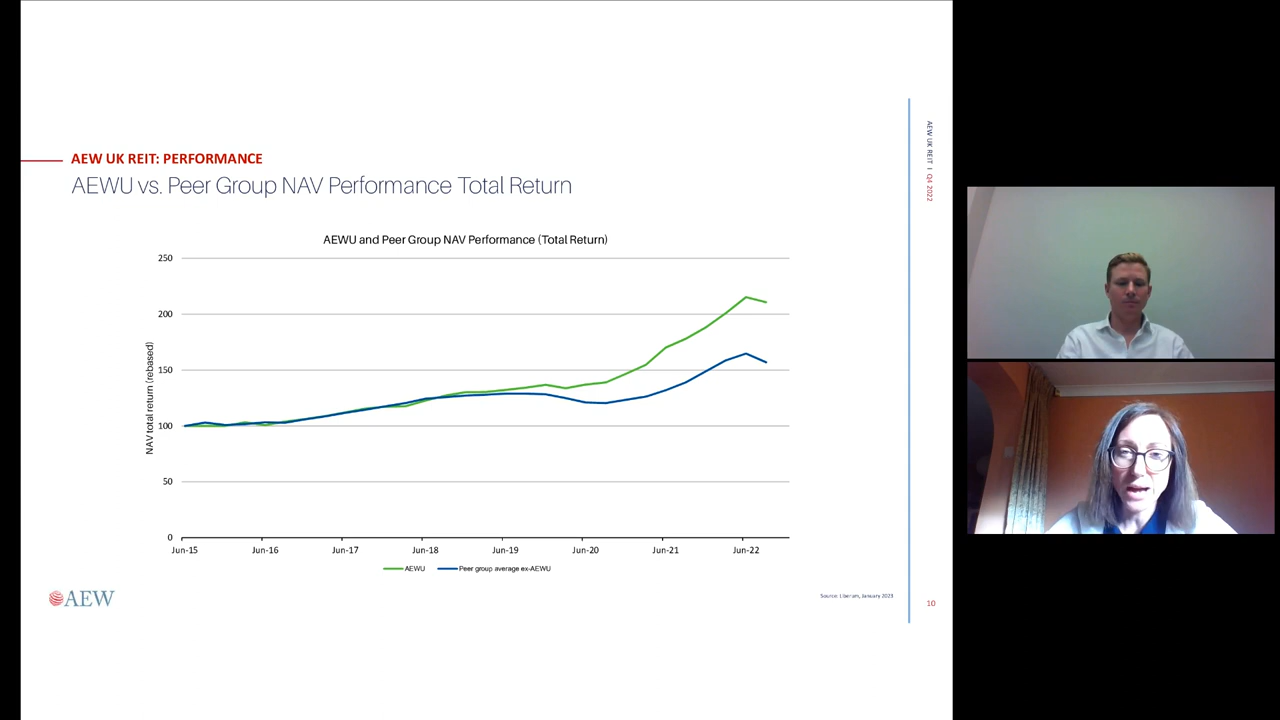 AEW UK REIT: PERFORMANCE
AEWU vs. Peer Group NAV Performance Total Return
AEW UK REIT I Q4 2022
AEWU and Peer Group NAV Performance (Total Return)
NAV total return (rebased)
250
200
150
100
50
0
Jun-15 Jun-16 Jun-17 Jun-18 Jun-19 Jun-20 Jun-21 Jun-22
AEWU Peer group average ex-AEWU
AEW
Source: Liberum, January 2023
10